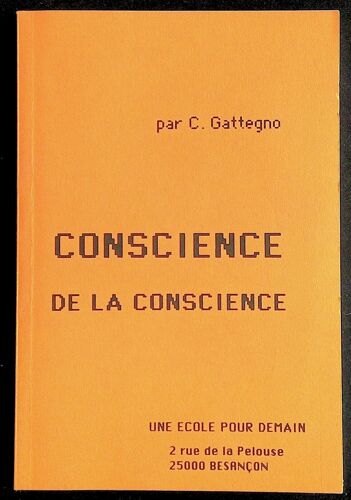 par C. Gattegno
CONSCIENCE
DE LA CONSCIENCE
UNE ECOLE POUR DEMAIN
2 rue de la Pelouse
25000 BESANÇON